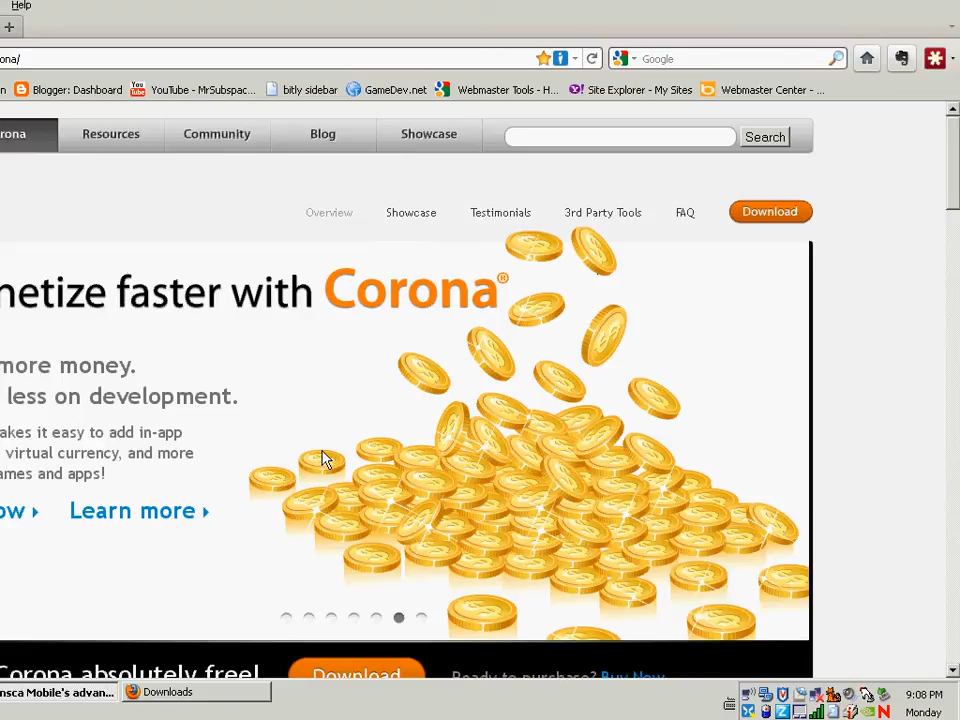 Help
ona/
Google
n Blogger: Dashboard YouTube - MrSubspac... bitly sidebar GameDev.net Webmaster Tools - H... Site Explorer - My Sites Webmaster Center - ...
rona Resources Community Blog Showcase Search
Overview Showcase Testimonials 3rd Party Tools FAQ Download
netize faster with Corona®
more money.
less on development.
akes it easy to add in-app
virtual currency, and more
games and apps!
ow Learn more
Corona absolutely free! Download Ready to purchase? Buy Now
nsca Mobile's advan... Downloads
9:08 PM
Monday